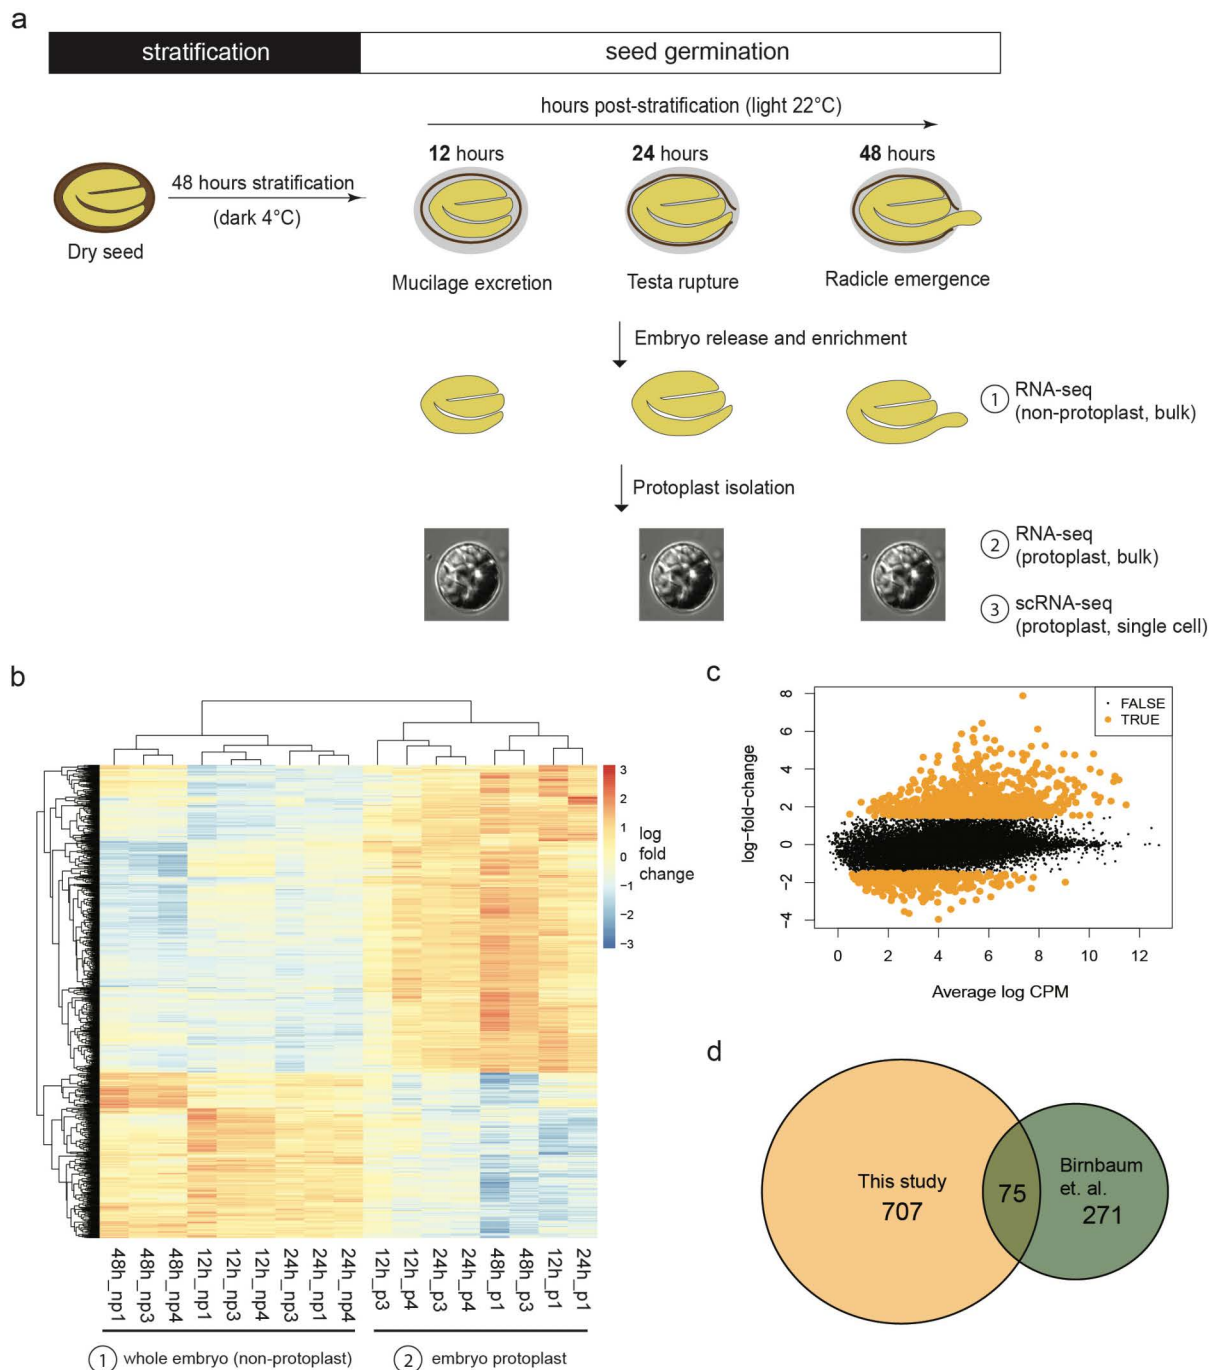 a
stratification
seed germination
hours post-stratification (light 22°C)
12 hours
24 hours
48 hours
48 hours stratification
(dark 4°C)
Dry seed
Mucilage excretion
Testa rupture
Radicle emergence
Embryo release and enrichment
1 RNA-seq
(non-protoplast, bulk)
Protoplast isolation
2 RNA-seq
(protoplast, bulk)
3 scRNA-seq
(protoplast, single cell)
b
3
2
1
0
−1
−2
−3
log
fold
change
48h_np1
48h_np3
48h_np4
12h_np1
12h_np3
12h_np4
24h_np3
24h_np1
24h_np4
12h_p3
12h_p4
24h_p3
24h_p4
48h_p1
48h_p3
12h_p1
24h_p1
1 whole embryo (non-protoplast)
2 embryo protoplast
c
FALSE
TRUE
log−fold−change
8
6
4
2
0
−2
−4
0 2 4 6 8 10 12
Average log CPM
d
This study
707
75
Birnbaum
et. al.
271